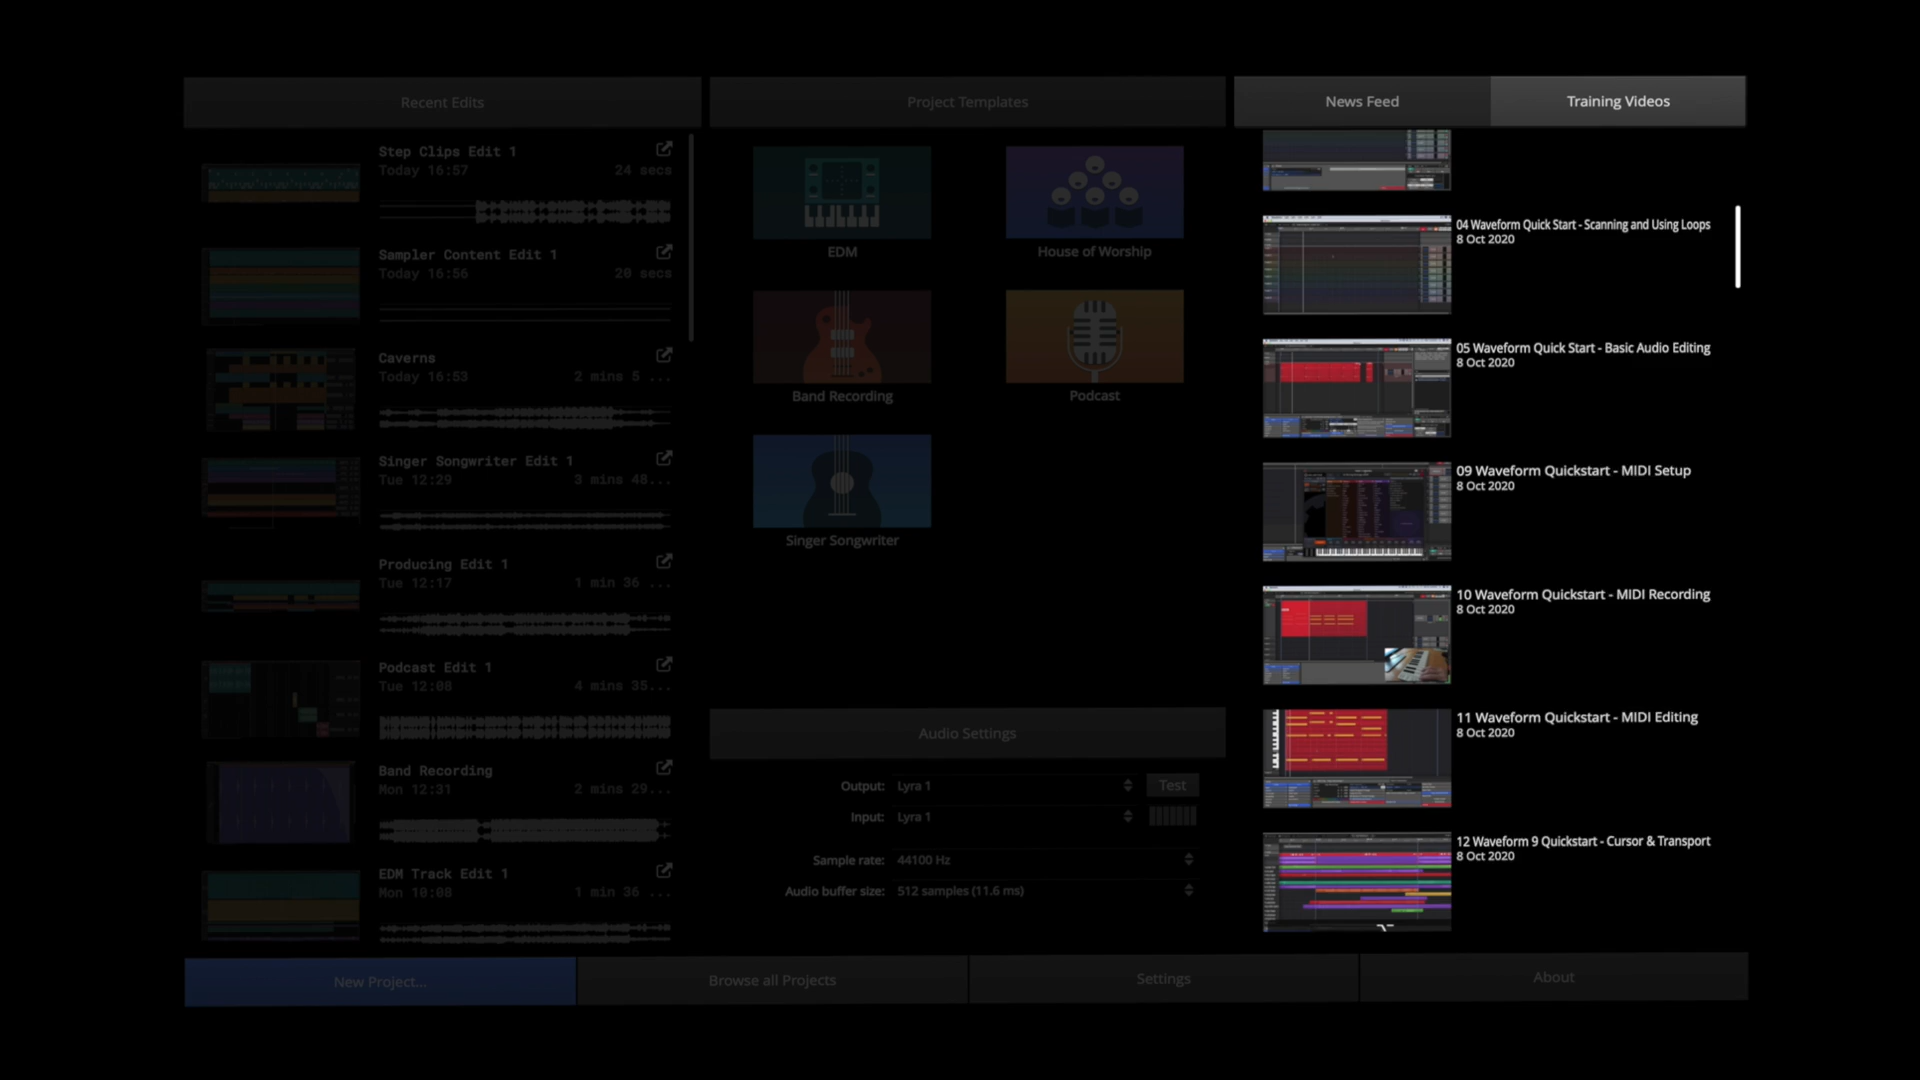 Recent Edits
Step Clips Edit 1
Today 16:57
24 secs
Sampler Content Edit 1
Today 16:56
20 secs
Caverns
Today 16:53
2 mins 5 ...
Singer Songwriter Edit 1
Tue 12:29
3 mins 48...
Producing Edit 1
Tue 12:17
1 min 36 ...
Podcast Edit 1
Tue 12:08
4 mins 35...
Band Recording
Mon 12:31
2 mins 29...
EDM Track Edit 1
Mon 10:08
1 min 36 ...
Project Templates
EDM
House of Worship
Band Recording
Podcast
Singer Songwriter
Audio Settings
Output: Lyra 1
Test
Input: Lyra 1
Sample rate: 44100 Hz
Audio buffer size: 512 samples (11.6 ms)
News Feed
Training Videos
04 Waveform Quick Start - Scanning and Using Loops
8 Oct 2020
05 Waveform Quick Start - Basic Audio Editing
8 Oct 2020
09 Waveform Quickstart - MIDI Setup
8 Oct 2020
10 Waveform Quickstart - MIDI Recording
8 Oct 2020
11 Waveform Quickstart - MIDI Editing
8 Oct 2020
12 Waveform 9 Quickstart - Cursor & Transport
8 Oct 2020
New Project...
Browse all Projects
Settings
About